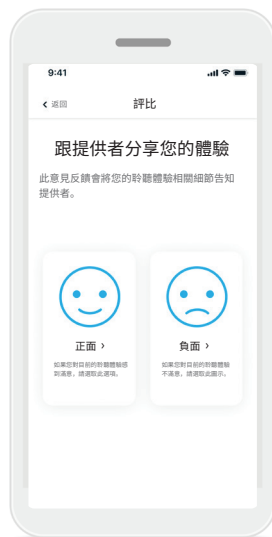 9:41
返回
評比
跟提供者分享您的體驗
此意見反饋會將您的聆聽體驗相關細節告知
提供者。
正面 ›
負面 ›
如果您對目前的聆聽體驗感
到滿意,請選取此選項。
如果您對目前的聆聽體驗
不滿意,請選取此圖示。